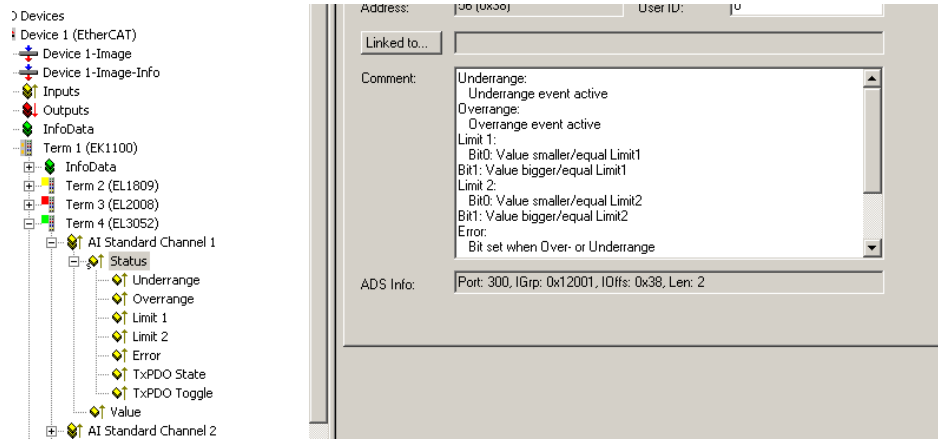 Devices
Device 1 (EtherCAT)
Device 1-Image
Device 1-Image-Info
Inputs
Outputs
InfoData
Term 1 (EK1100)
InfoData
Term 2 (EL1809)
Term 3 (EL2008)
Term 4 (EL3052)
AI Standard Channel 1
Status
Underrange
Overrange
Limit 1
Limit 2
Error
TxPDO State
TxPDO Toggle
Value
AI Standard Channel 2
Address: 56 (0x38) User ID: 0
Linked to...
Comment:
Underrange:
Underrange event active
Overrange:
Overrange event active
Limit 1:
Bit0: Value smaller/equal Limit1
Bit1: Value bigger/equal Limit1
Limit 2:
Bit0: Value smaller/equal Limit2
Bit1: Value bigger/equal Limit2
Error:
Bit set when Over- or Underrange
ADS Info: Port: 300, IGrp: 0x12001, IOffs: 0x38, Len: 2